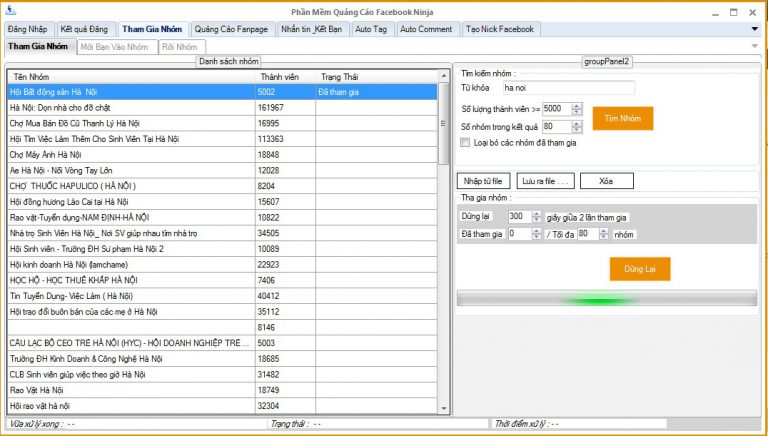 Phần Mềm Quảng Cáo Facebook Ninja
Đăng Nhập Kết quả Đăng Tham Gia Nhóm Quảng Cáo Fanpage Nhắn tin _Kết Bạn Auto Tag Auto Comment Tạo Nick Facebook
Tham Gia Nhóm Mời Bạn Vào Nhóm Rời Nhóm
Danh sách nhóm
Tên Nhóm Thành viên Trạng Thái
Hội Bất động sản Hà Nội 5002 Đã tham gia
Hà Nội: Dọn nhà cho đỡ chật 161967
Chợ Mua Bán Đồ Cũ Thanh Lý Hà Nội 16995
Hội Tìm Việc Làm Thêm Cho Sinh Viên Tại Hà Nội 113363
Chợ Máy Ảnh Hà Nội 18848
Ae Hà Nội - Nối Vòng Tay Lớn 12028
CHỢ THUỐC HAPULICO ( HÀ NỘI ) 8204
Hội đồng hương Lào Cai tại Hà Nội 15607
Rao vặt-Tuyển dụng-NAM ĐỊNH-HÀ NỘI 10822
Nhà trọ Sinh Viên Hà Nội_ Nơi SV giúp nhau tìm nhà trọ 34505
Hội Sinh viên - Trường ĐH Sư phạm Hà Nội 2 10089
Hội kinh doanh Hà Nội (lamchame) 22923
HỌC HỘ - HỌC THUÊ KHẮP HÀ NỘI 7406
Tin Tuyển Dụng- Việc Làm ( Hà Nội) 40412
Hội trao đổi buôn bán của các mẹ ở Hà Nội 35112
8146
CÂU LẠC BỘ CEO TRẺ HÀ NỘI (HYC) - HỘI DOANH NGHIỆP TRẺ ... 5003
Trường ĐH Kinh Doanh & Công Nghệ Hà Nội 18685
CLB Sinh viên giúp việc theo giờ Hà Nội 31482
Rao Vặt Hà Nội 18749
Hội rao vặt hà nội 32304
groupPanel2
Tìm kiếm nhóm :
Từ khóa ha noi
Số lượng thành viên >= 5000
Số nhóm trong kết quả 80
Tìm Nhóm
Loại bỏ các nhóm đã tham gia
Nhập từ file Lưu ra file . . . Xóa
Tha gia nhóm :
Dừng lại 300 giây giữa 2 lần tham gia
Đã tham gia 0 / Tối đa 80 nhóm
Dừng Lại
Vừa xử lý xong : - - Trạng thái : - - Thời điểm xử lý : - -